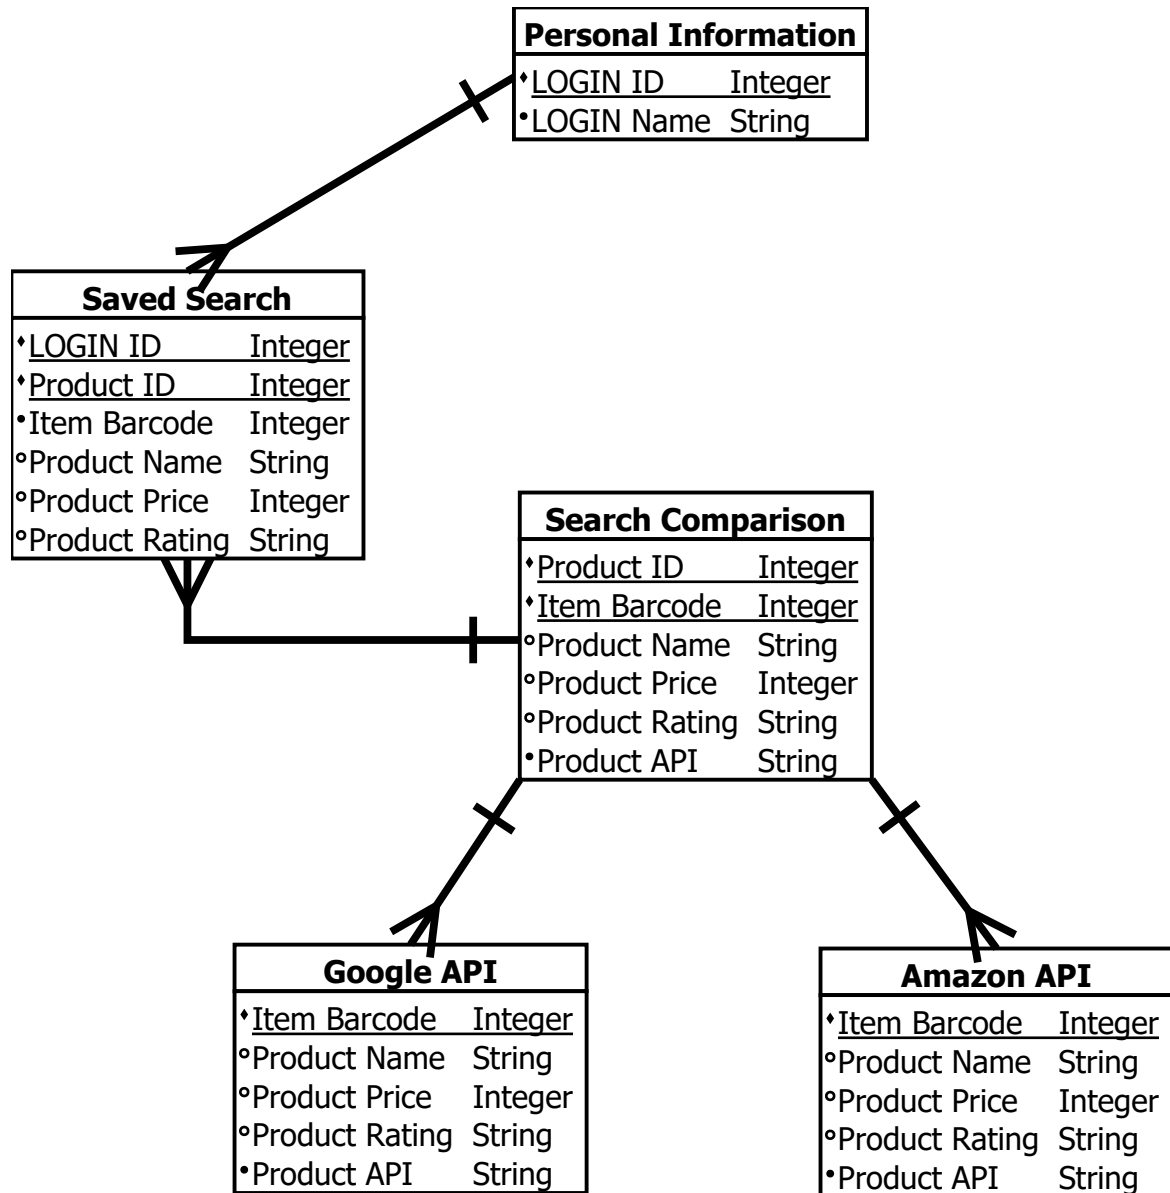 Personal Information
LOGIN ID Integer
LOGIN Name String
Saved Search
LOGIN ID Integer
Product ID Integer
Item Barcode Integer
Product Name String
Product Price Integer
Product Rating String
Search Comparison
Product ID Integer
Item Barcode Integer
Product Name String
Product Price Integer
Product Rating String
Product API String
Google API
Item Barcode Integer
Product Name String
Product Price Integer
Product Rating String
Product API String
Amazon API
Item Barcode Integer
Product Name String
Product Price Integer
Product Rating String
Product API String